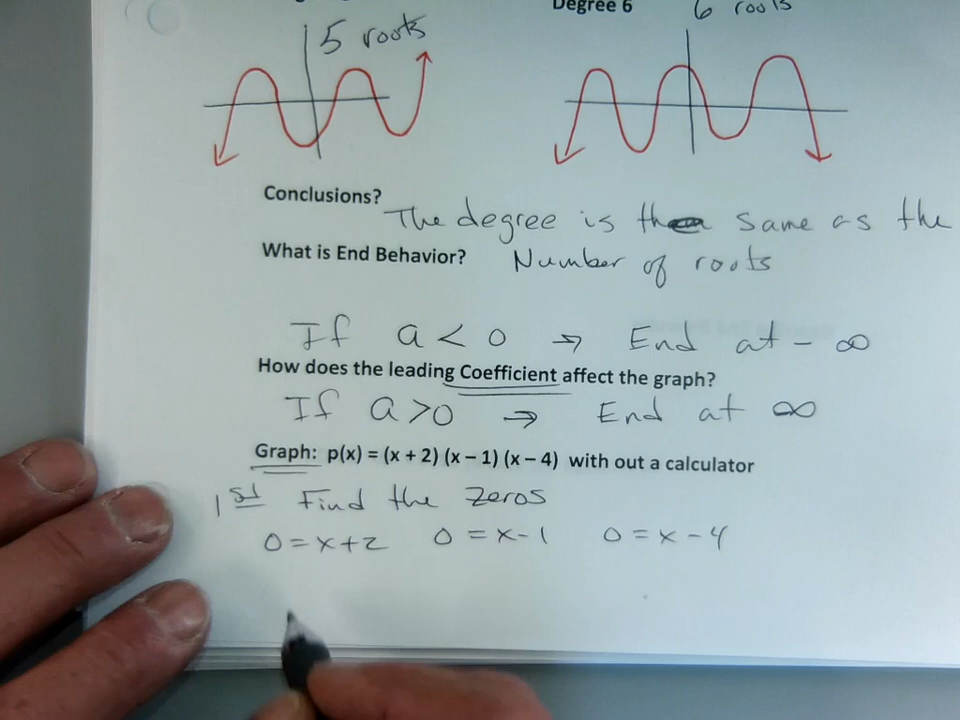 Degree 6 6 roots
5 roots
Conclusions?
The degree is the same as the
What is End Behavior? Number of roots
If a < 0 → End at - ∞
How does the leading Coefficient affect the graph?
If a > 0 → End at ∞
Graph: p(x) = (x + 2) (x – 1) (x – 4) with out a calculator
1st Find the zeros
0 = x + 2 0 = x - 1 0 = x - 4